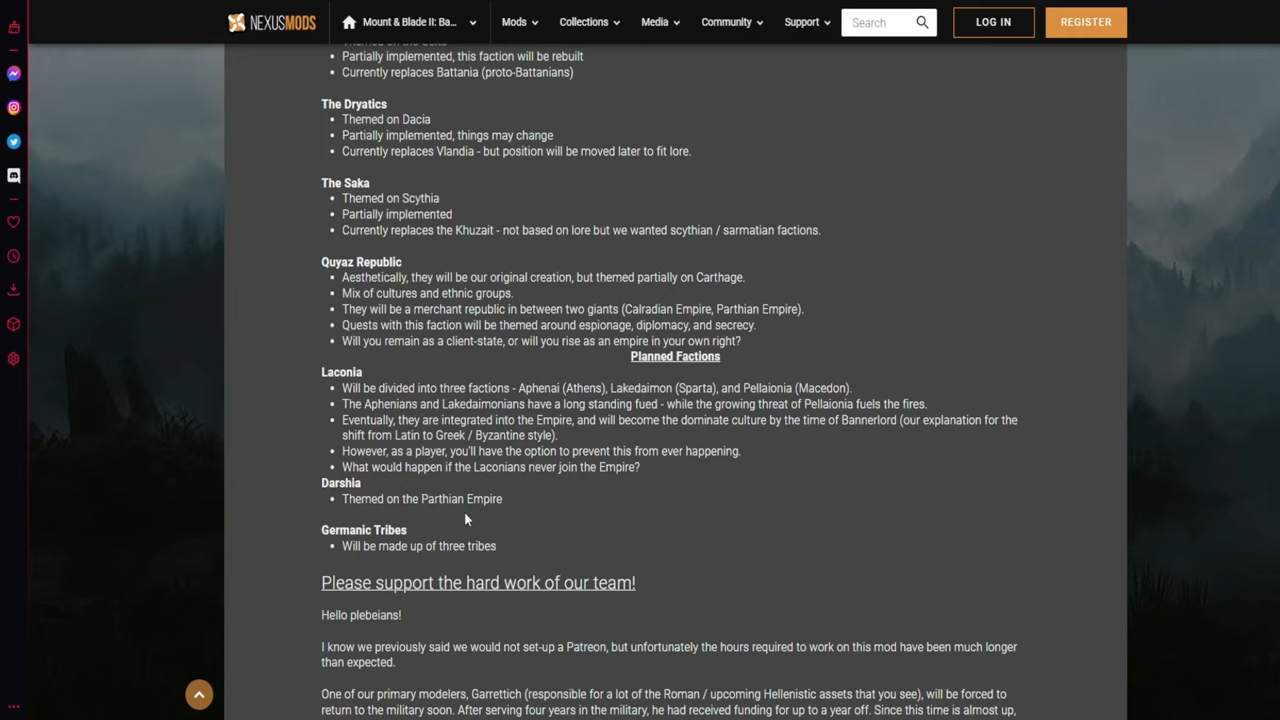 NEXUSMODS
Mount & Blade II: Ba...
Mods
Collections
Media
Community
Support
Search
LOG IN
REGISTER
Partially implemented, this faction will be rebuilt
Currently replaces Battania (proto-Battanians)
The Dryatics
Themed on Dacia
Partially implemented, things may change
Currently replaces Vlandia - but position will be moved later to fit lore.
The Saka
Themed on Scythia
Partially implemented
Currently replaces the Khuzait - not based on lore but we wanted scythian / sarmatian factions.
Quyaz Republic
Aesthetically, they will be our original creation, but themed partially on Carthage.
Mix of cultures and ethnic groups.
They will be a merchant republic in between two giants (Calradian Empire, Parthian Empire).
Quests with this faction will be themed around espionage, diplomacy, and secrecy.
Will you remain as a client-state, or will you rise as an empire in your own right?
Planned Factions
Laconia
Will be divided into three factions - Aphenai (Athens), Lakedaimon (Sparta), and Pellaionia (Macedon).
The Aphenians and Lakedaimonians have a long standing fued - while the growing threat of Pellaionia fuels the fires.
Eventually, they are integrated into the Empire, and will become the dominate culture by the time of Bannerlord (our explanation for the
shift from Latin to Greek / Byzantine style).
However, as a player, you'll have the option to prevent this from ever happening.
What would happen if the Laconians never join the Empire?
Darshia
Themed on the Parthian Empire
Germanic Tribes
Will be made up of three tribes
Please support the hard work of our team!
Hello plebeians!
I know we previously said we would not set-up a Patreon, but unfortunately the hours required to work on this mod have been much longer
than expected.
One of our primary modelers, Garrettich (responsible for a lot of the Roman / upcoming Hellenistic assets that you see), will be forced to
return to the military soon. After serving four years in the military, he had received funding for up to a year off. Since this time is almost up,